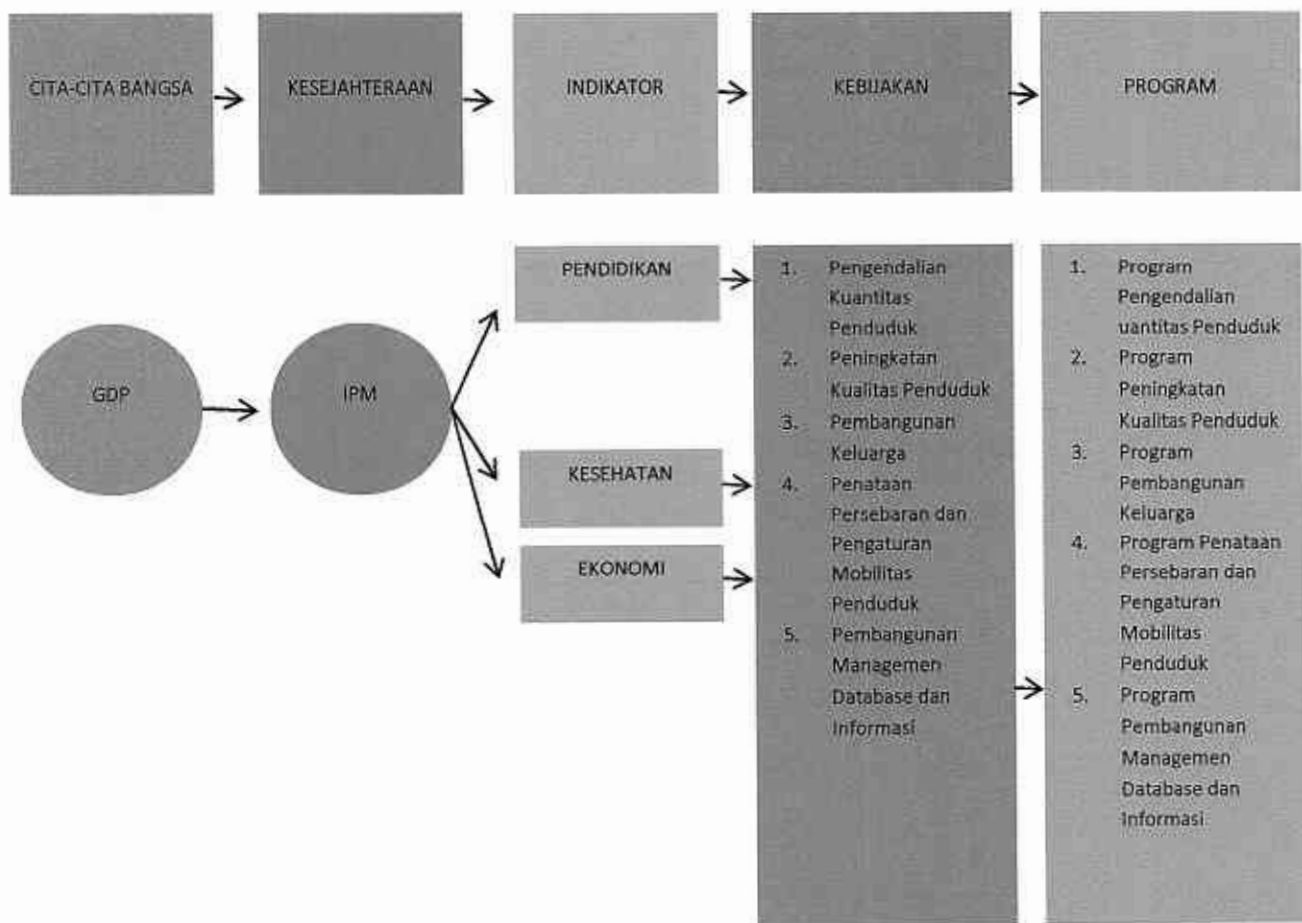 CITA-CITA BANGSA
KESEJAHTERAAN
INDIKATOR
KEBIJAKAN
PROGRAM
GDP
IPM
PENDIDIKAN
KESEHATAN
EKONOMI
1. Pengendalian
Kuantitas
Penduduk
2. Peningkatan
Kualitas Penduduk
3. Pembangunan
Keluarga
4. Penataan
Persebaran dan
Pengaturan
Mobilitas
Penduduk
5. Pembangunan
Managemen
Database dan
Informasi
1. Program
Pengendalian
uantitas Penduduk
2. Program
Peningkatan
Kualitas Penduduk
3. Program
Pembangunan
Keluarga
4. Program Penataan
Persebaran dan
Pengaturan
Mobilitas
Penduduk
5. Program
Pembangunan
Managemen
Database dan
Informasi